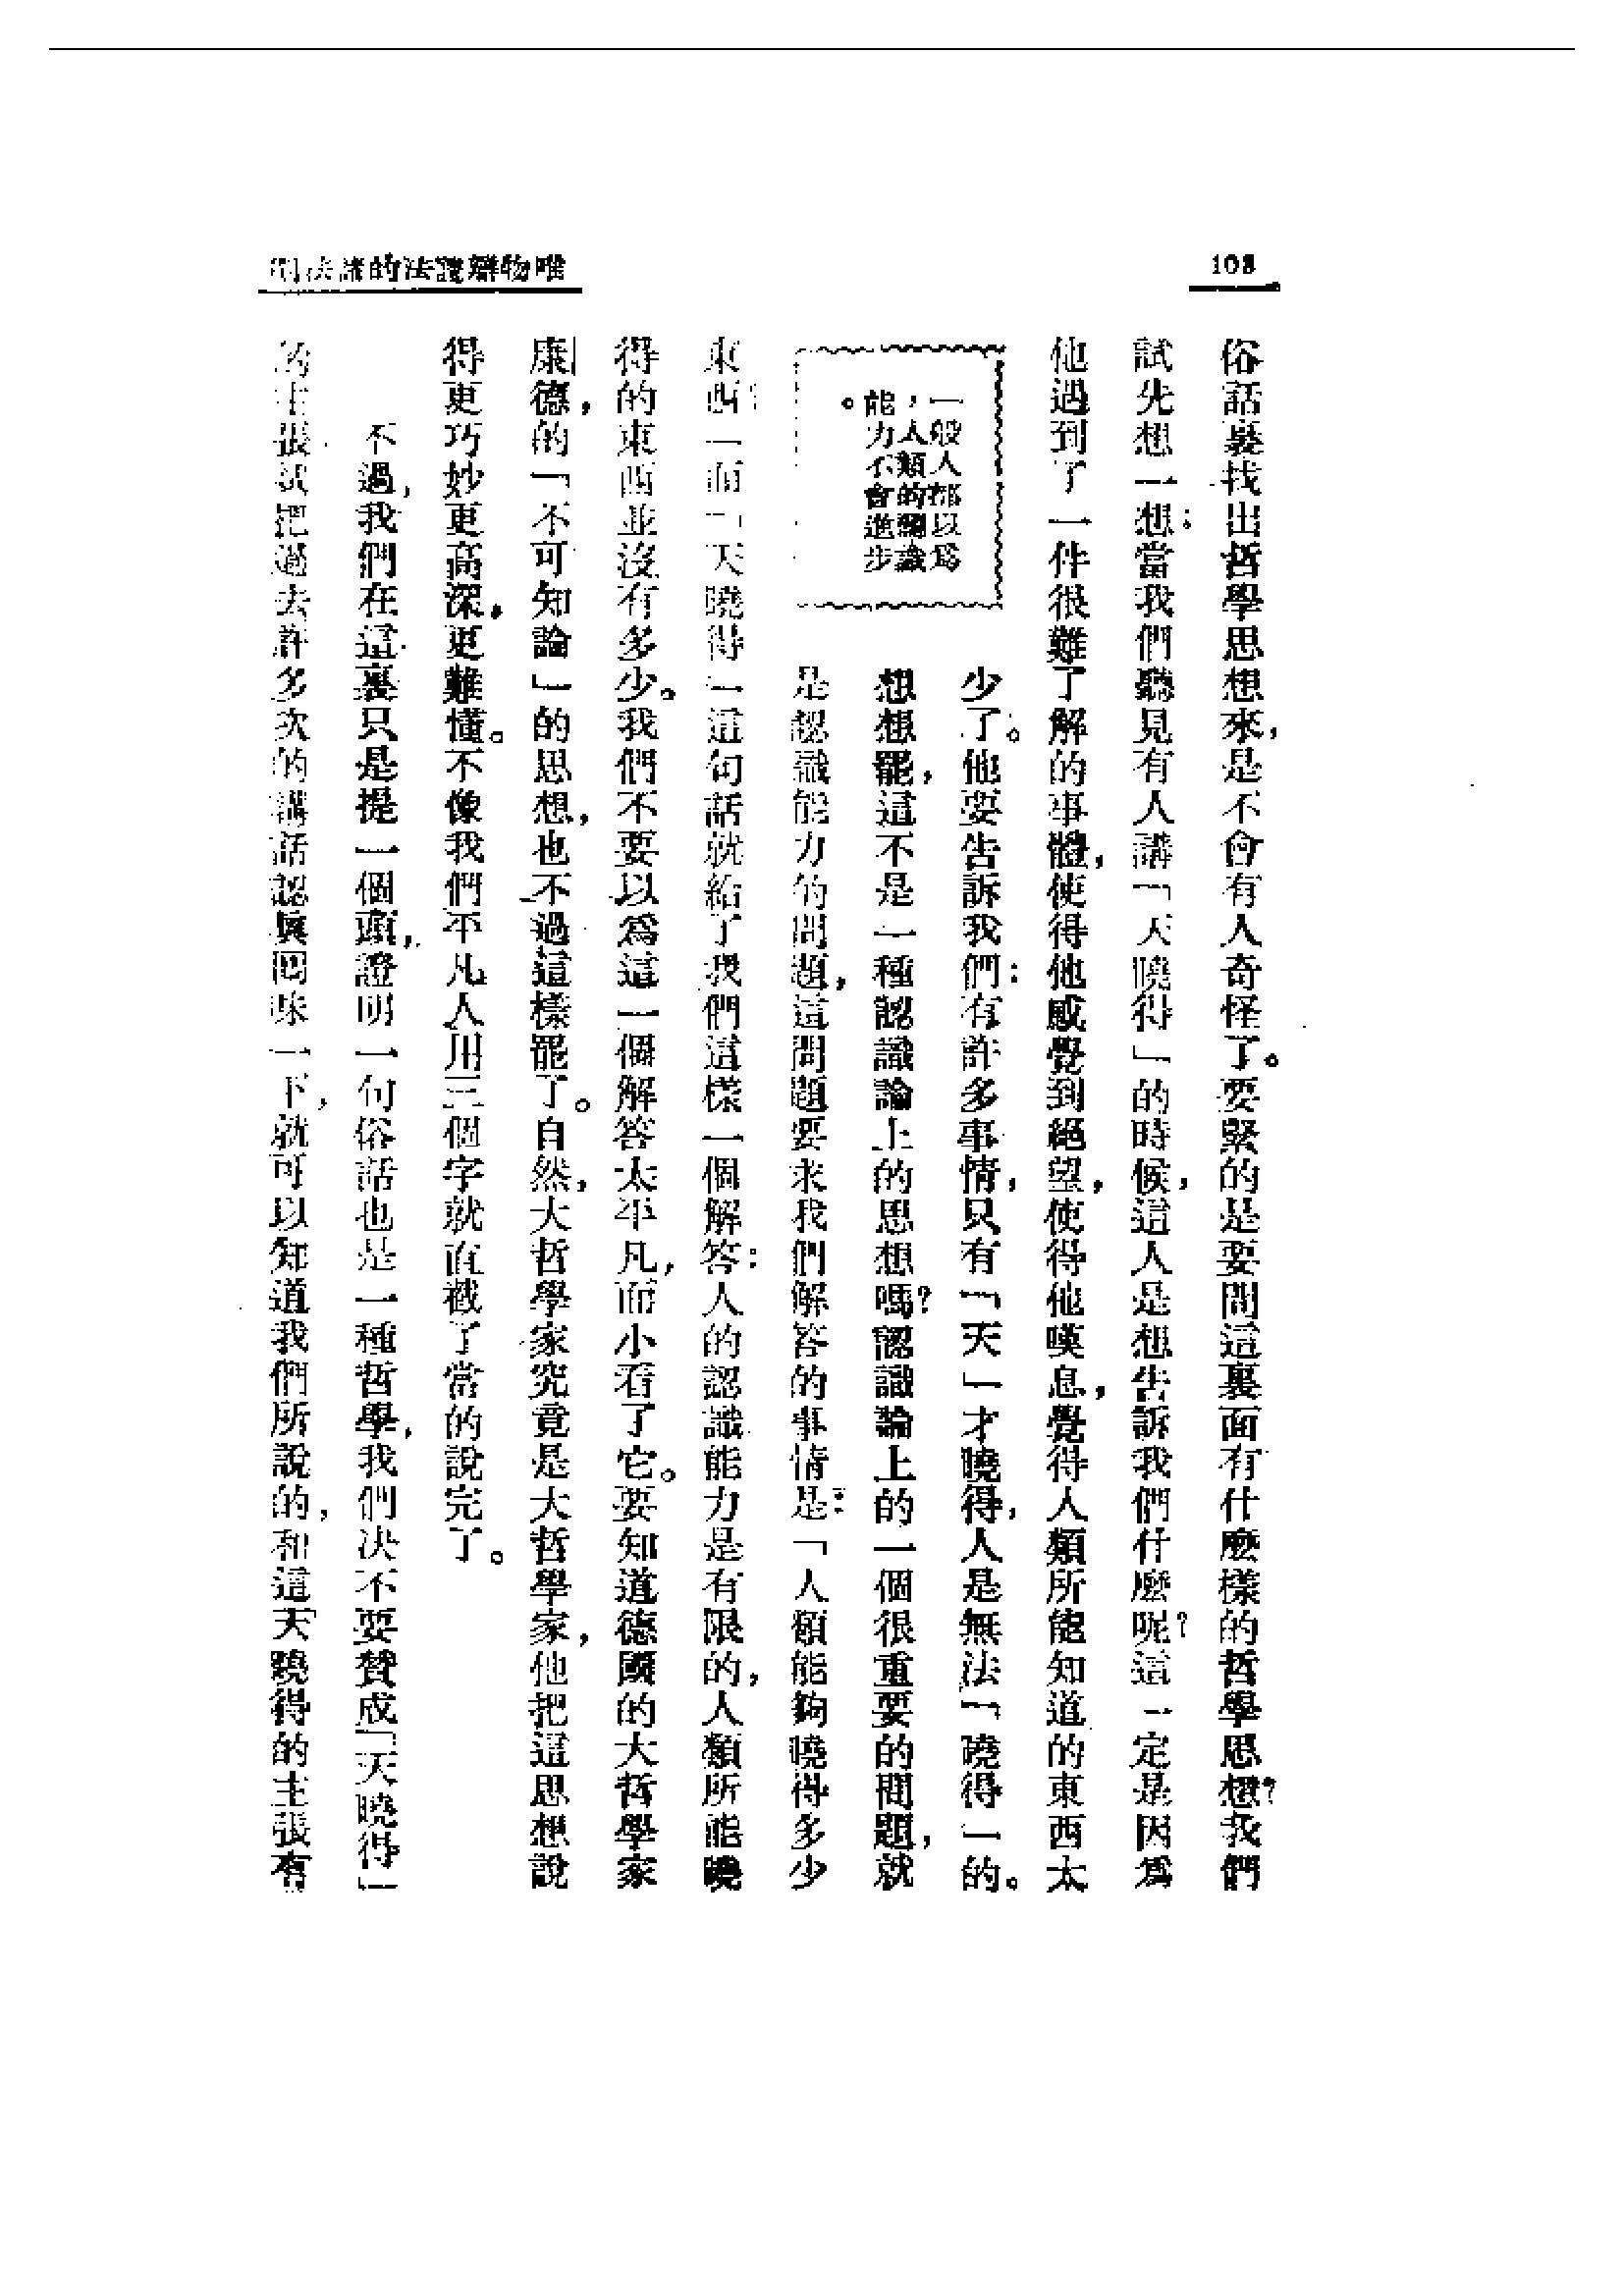 108
唯物辯證法的諸法則
俗話裏找出哲學思想來，是不會有人奇怪了。要緊的是要問這裏面有什麽樣的哲學思想？我們
試先想一想：當我們聽見有人講「天曉得」的時候，這人是想告訴我們什麽呢？這一定是因爲
他遇到了一件很難了解的事體，使得他感覺到絕望，使得他嘆息，覺得人類所能知道的東西太
少了。他要告訴我們：有許多事情，只有「天」才曉得，人是無法「曉得」的。
一般人都以爲
，人類的認識
能力不會進步
。
想想罷，這不是一種認識論上的思想嗎？認識論上的一個很重要的問題，就
是認識能力的問題，這問題要求我們解答的事情是：「人類能夠曉得多少
東西？」而「天曉得」這句話就給了我們這樣一個解答：人的認識能力是有限的，人類所能曉
得的東西並沒有多少。我們不要以爲這一個解答太平凡，而小看了它。要知道德國的大哲學家
康德，的「不可知論」的思想，也不過這樣罷了。自然，大哲學家究竟是大哲學家，他把這思想說
得更巧妙更高深，更難懂。不像我們平凡人用三個字就直截了當的說完了。
不過，我們在這裏只是提一個頭，證明一句俗話也是一種哲學，我們決不要贊成「天曉得」
的主張，試把過去許多次的講話認眞回味一下，就可以知道我們所說的，和這天曉得的主張有